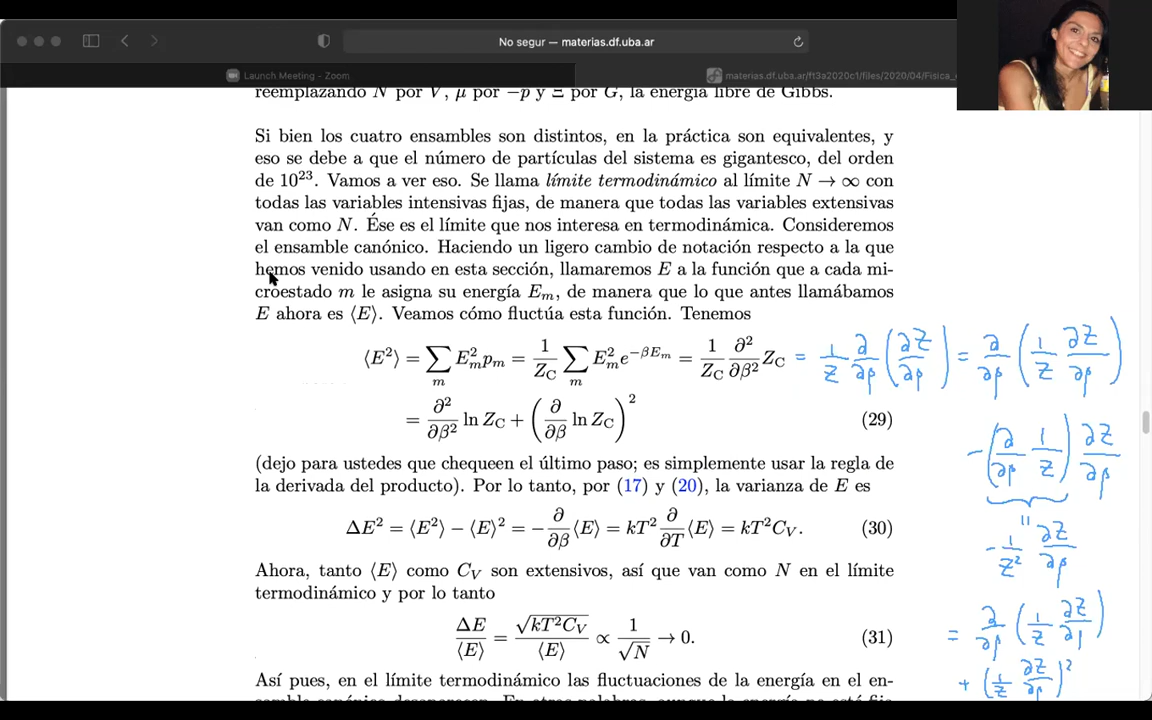 No segur — materias.df.uba.ar
Launch Meeting - Zoom
materias.df.uba.ar/ft3a2020c1/files/2020/04/Fisica_
reemplazando N por V, μ por −p y Ξ por G, la energía libre de Gibbs.
Si bien los cuatro ensambles son distintos, en la práctica son equivalentes, y
eso se debe a que el número de partículas del sistema es gigantesco, del orden
de 10²³. Vamos a ver eso. Se llama límite termodinámico al límite N → ∞ con
todas las variables intensivas fijas, de manera que todas las variables extensivas
van como N. Ése es el límite que nos interesa en termodinámica. Consideremos
el ensamble canónico. Haciendo un ligero cambio de notación respecto a la que
hemos venido usando en esta sección, llamaremos E a la función que a cada mi-
croestado m le asigna su energía Eₘ, de manera que lo que antes llamábamos
E ahora es ⟨E⟩. Veamos cómo fluctúa esta función. Tenemos
⟨E²⟩ = ∑ₘ Eₘ² pₘ = 1/Z_C ∑ₘ Eₘ² e^{−βEₘ} = 1/Z_C ∂²/∂β² Z_C = 1/Z ∂/∂β (∂Z/∂β) = ∂/∂β (1/Z ∂Z/∂β)
= ∂²/∂β² ln Z_C + (∂/∂β ln Z_C)² (29)
− (∂/∂β 1/Z) ∂Z/∂β
(dejo para ustedes que chequeen el último paso; es simplemente usar la regla de
la derivada del producto). Por lo tanto, por (17) y (20), la varianza de E es
ΔE² = ⟨E²⟩ − ⟨E⟩² = −∂/∂β ⟨E⟩ = kT² ∂/∂T ⟨E⟩ = kT²C_V. (30)
"
− 1/Z² ∂Z/∂β
Ahora, tanto ⟨E⟩ como C_V son extensivos, así que van como N en el límite
termodinámico y por lo tanto
ΔE/⟨E⟩ = √(kT²C_V)/⟨E⟩ ∝ 1/√N → 0. (31)
= ∂/∂β (1/Z ∂Z/∂β)
+ (1/Z ∂Z/∂β)²
Así pues, en el límite termodinámico las fluctuaciones de la energía en el en-